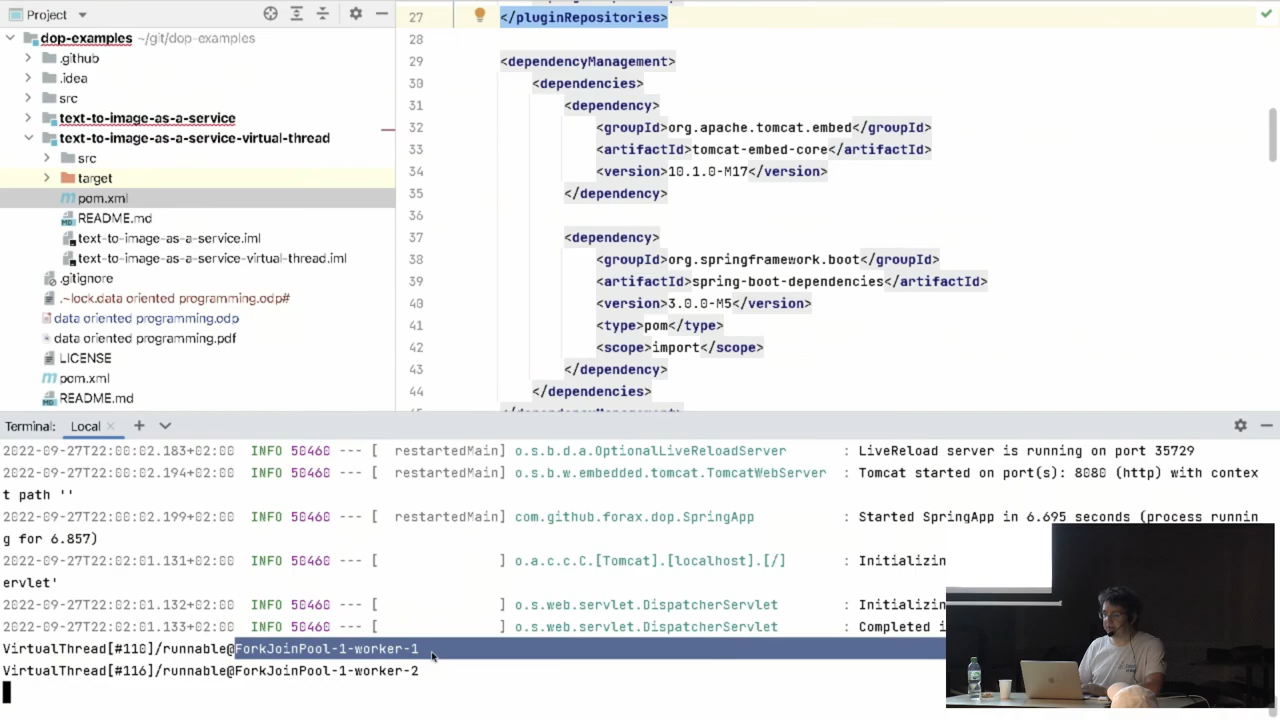 Project
dop-examples ~/git/dop-examples
.github
.idea
src
text-to-image-as-a-service
text-to-image-as-a-service-virtual-thread
src
target
pom.xml
README.md
text-to-image-as-a-service.iml
text-to-image-as-a-service-virtual-thread.iml
.gitignore
.~lock.data oriented programming.odp#
data oriented programming.odp
data oriented programming.pdf
LICENSE
pom.xml
README.md
27 </pluginRepositories>
28
29 <dependencyManagement>
30 <dependencies>
31 <dependency>
32 <groupId>org.apache.tomcat.embed</groupId>
33 <artifactId>tomcat-embed-core</artifactId>
34 <version>10.1.0-M17</version>
35 </dependency>
36
37 <dependency>
38 <groupId>org.springframework.boot</groupId>
39 <artifactId>spring-boot-dependencies</artifactId>
40 <version>3.0.0-M5</version>
41 <type>pom</type>
42 <scope>import</scope>
43 </dependency>
44 </dependencies>
</dependencyManagement>
Terminal: Local
2022-09-27T22:00:02.183+02:00 INFO 50460 --- [ restartedMain] o.s.b.d.a.OptionalLiveReloadServer : LiveReload server is running on port 35729
2022-09-27T22:00:02.194+02:00 INFO 50460 --- [ restartedMain] o.s.b.w.embedded.tomcat.TomcatWebServer : Tomcat started on port(s): 8080 (http) with contex
t path ''
2022-09-27T22:00:02.199+02:00 INFO 50460 --- [ restartedMain] com.github.forax.dop.SpringApp : Started SpringApp in 6.695 seconds (process runnin
g for 6.857)
2022-09-27T22:02:01.131+02:00 INFO 50460 --- [ ] o.a.c.c.C.[Tomcat].[localhost].[/] : Initializin
ervlet'
2022-09-27T22:02:01.132+02:00 INFO 50460 --- [ ] o.s.web.servlet.DispatcherServlet : Initializin
2022-09-27T22:02:01.133+02:00 INFO 50460 --- [ ] o.s.web.servlet.DispatcherServlet : Completed i
VirtualThread[#110]/runnable@ForkJoinPool-1-worker-1
VirtualThread[#116]/runnable@ForkJoinPool-1-worker-2